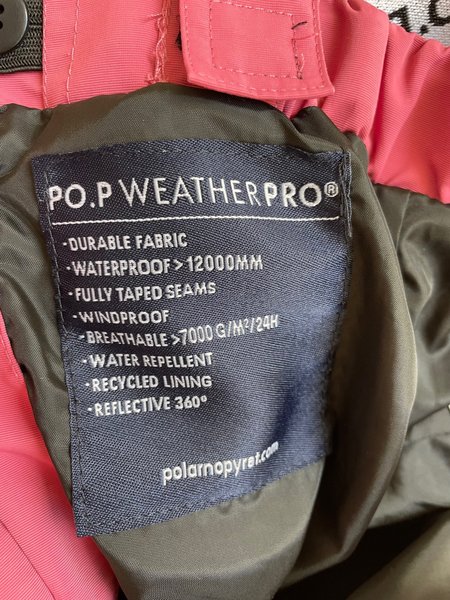 PO.P WEATHERPRO®
·DURABLE FABRIC
·WATERPROOF > 12000MM
·FULLY TAPED SEAMS
·WINDPROOF
·BREATHABLE >7000 G/M²/24H
·WATER REPELLENT
·RECYCLED LINING
·REFLECTIVE 360°
polarnopyret.com